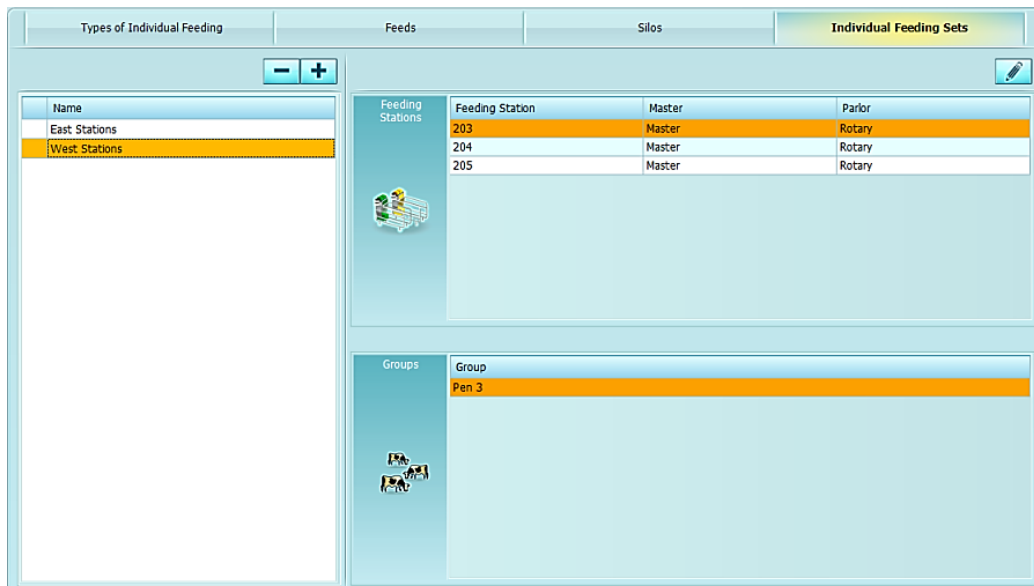 Types of Individual Feeding
Feeds
Silos
Individual Feeding Sets
Name
East Stations
West Stations
Feeding
Stations
Feeding Station Master Parlor
203 Master Rotary
204 Master Rotary
205 Master Rotary
Groups
Group
Pen 3